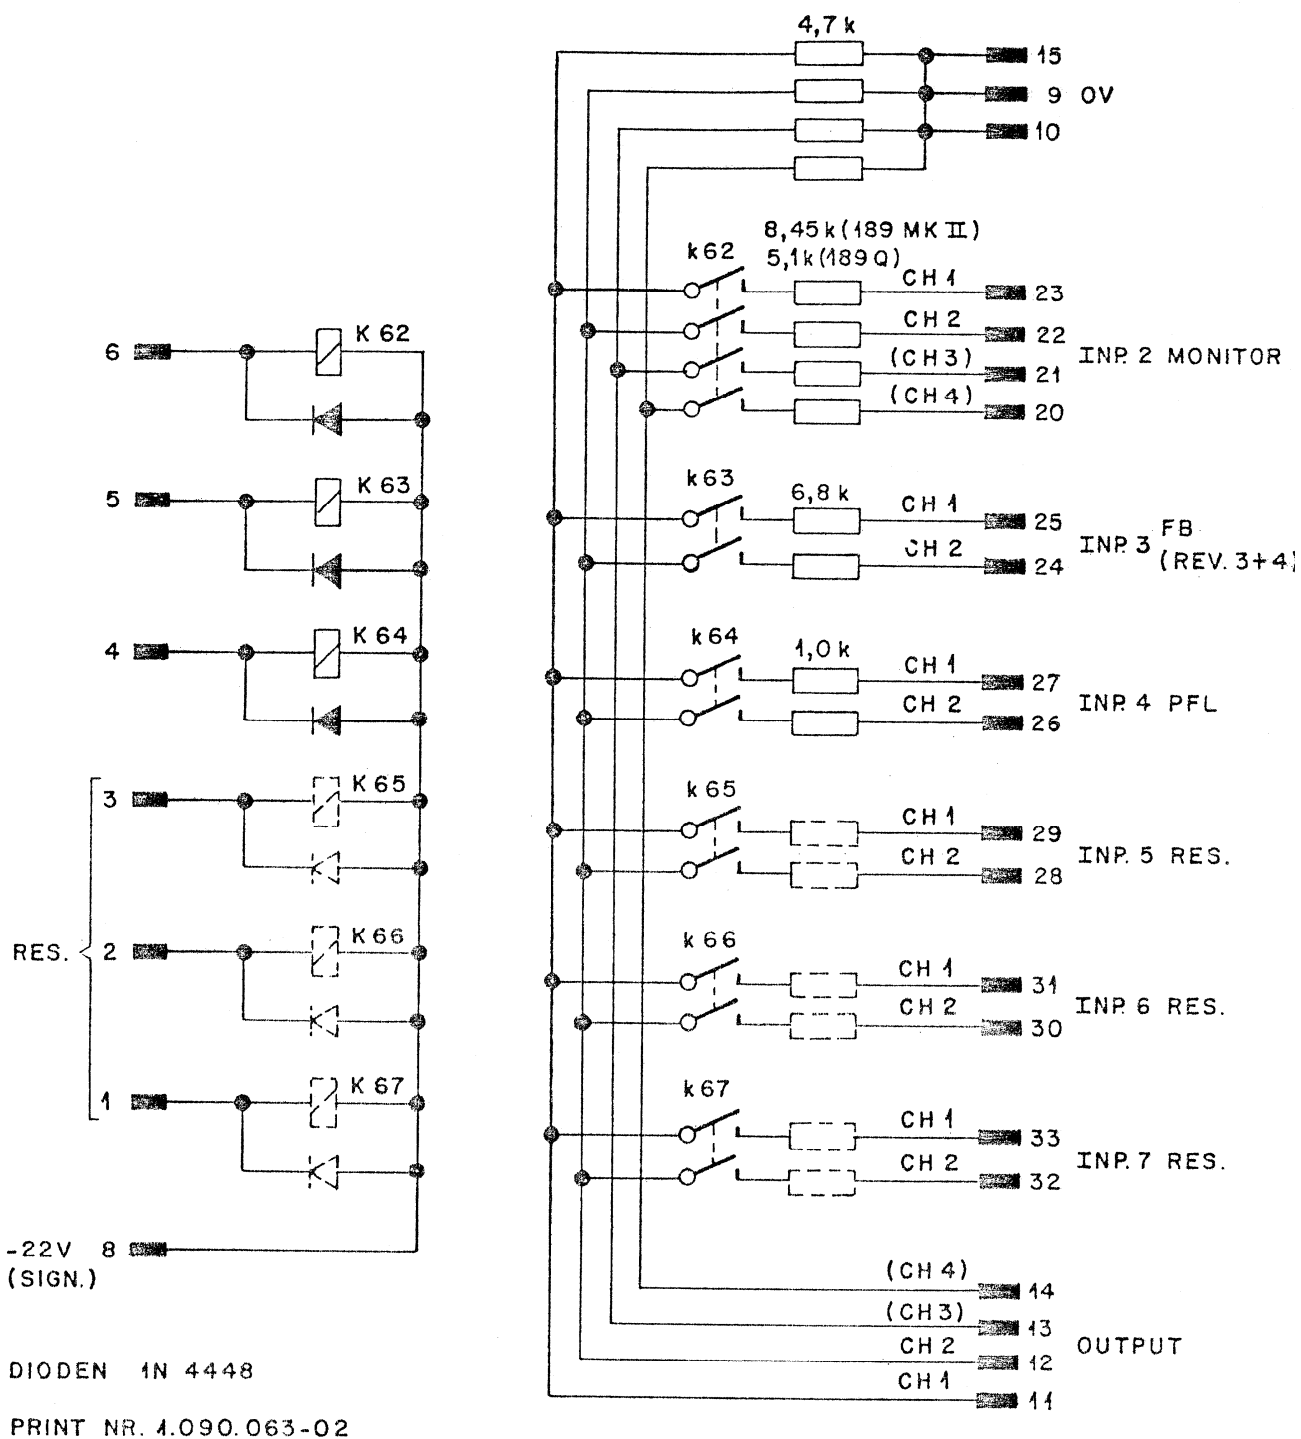 4,7 k
15
9 0V
10
8,45 k (189 MK II)
5,1k (189 Q)
k62
CH 1
23
CH 2
22
(CH 3)
21
(CH 4)
20
INP. 2 MONITOR
6
K 62
5
K 63
4
K 64
k63
6,8 k
CH 1
25
CH 2
24
INP. 3 FB
(REV. 3+4)
k64
1,0 k
CH 1
27
CH 2
26
INP. 4 PFL
RES.
3
K 65
2
K 66
1
K 67
k65
CH 1
29
CH 2
28
INP. 5 RES.
k66
CH 1
31
CH 2
30
INP. 6 RES.
k67
CH 1
33
CH 2
32
INP. 7 RES.
-22V 8
(SIGN.)
(CH 4)
14
(CH 3)
13
CH 2
12
CH 1
11
OUTPUT
DIODEN 1N 4448
PRINT NR. 1.090.063-02